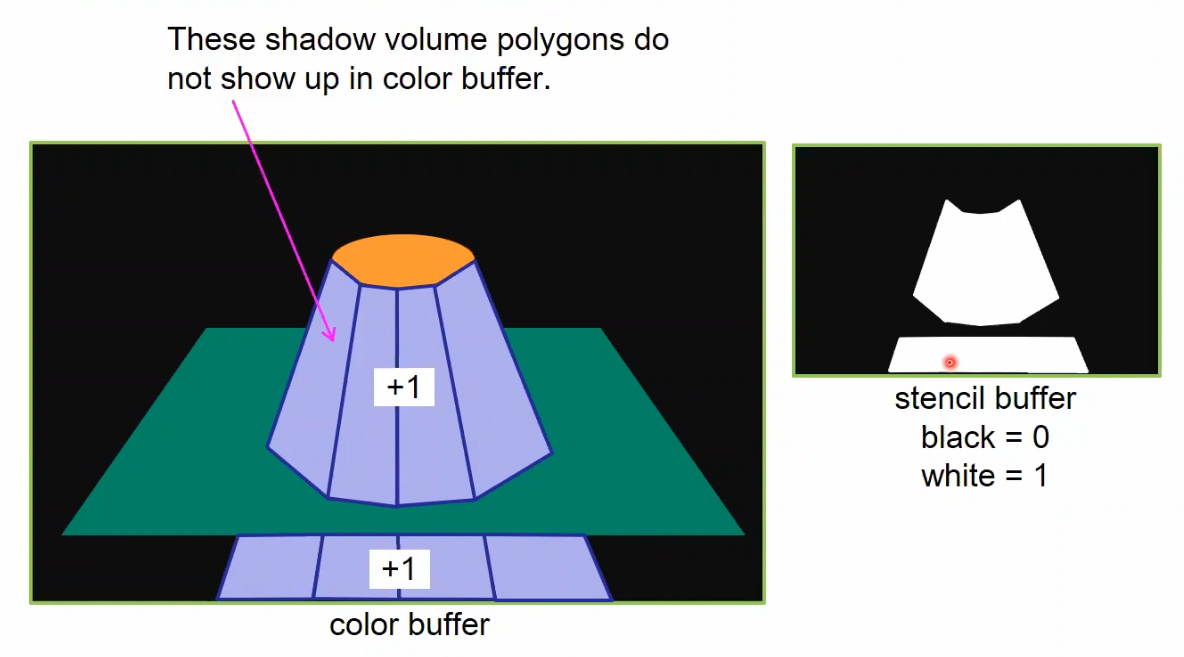 These shadow volume polygons do
not show up in color buffer.
+1
+1
color buffer
stencil buffer
black = 0
white = 1